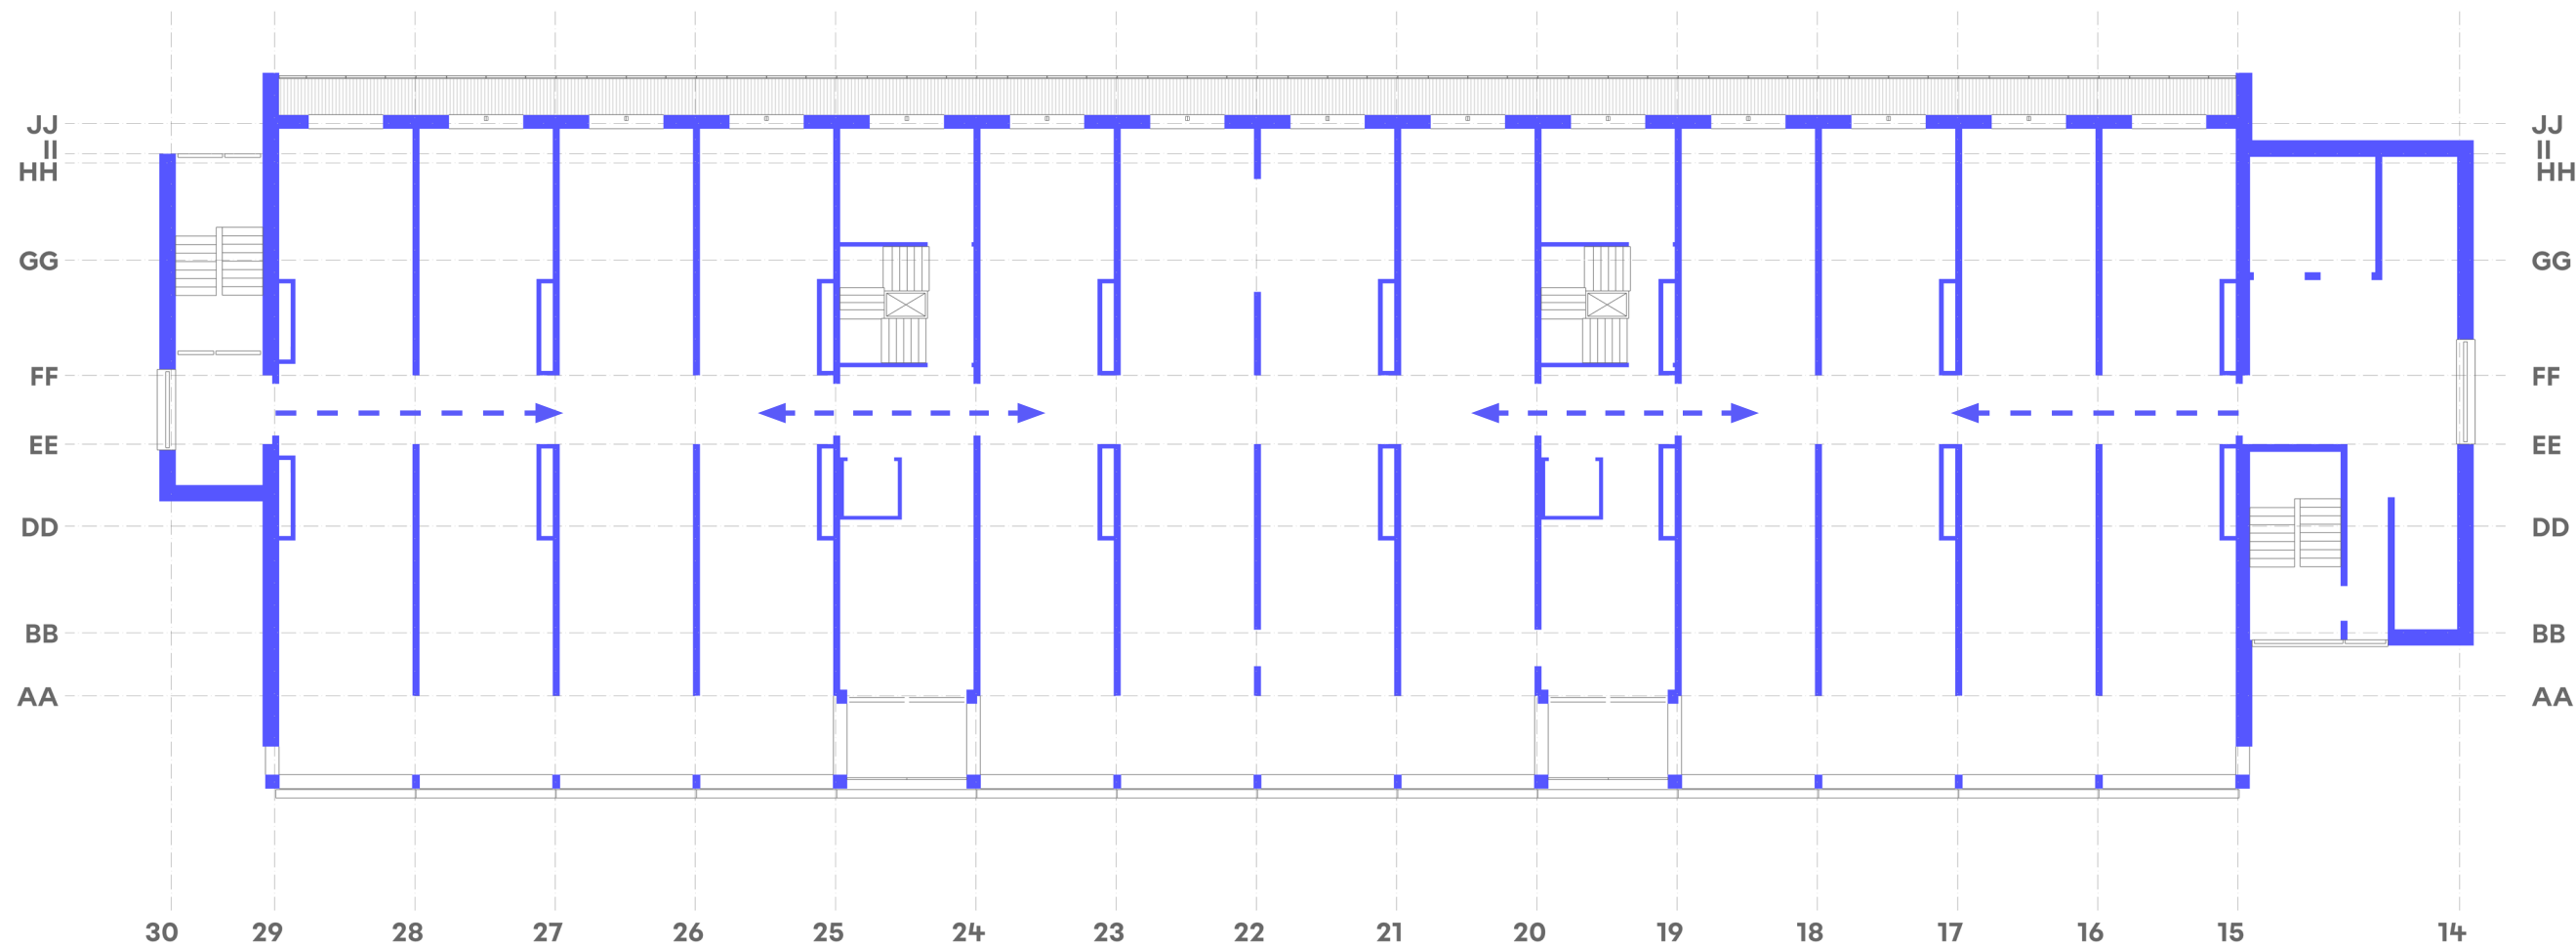 JJ JJ
II II
HH HH
GG GG
FF FF
EE EE
DD DD
BB BB
AA AA
30 29 28 27 26 25 24 23 22 21 20 19 18 17 16 15 14